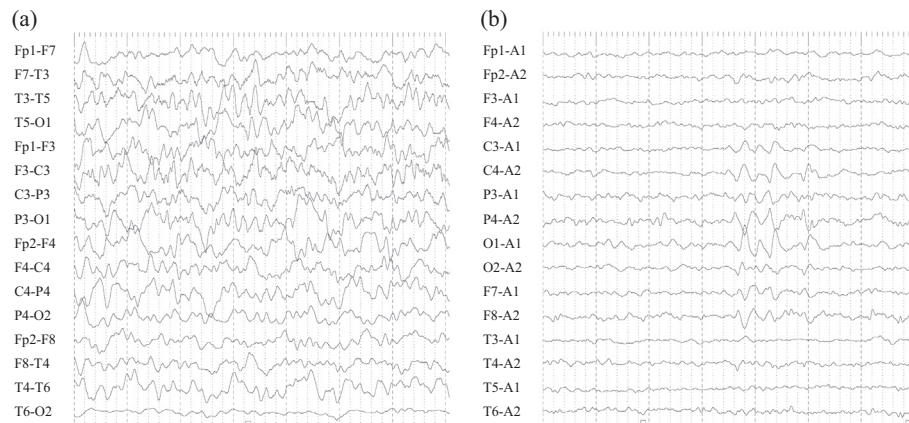 (a)
Fp1-F7
F7-T3
T3-T5
T5-O1
Fp1-F3
F3-C3
C3-P3
P3-O1
Fp2-F4
F4-C4
C4-P4
P4-O2
Fp2-F8
F8-T4
T4-T6
T6-O2
(b)
Fp1-A1
Fp2-A2
F3-A1
F4-A2
C3-A1
C4-A2
P3-A1
P4-A2
O1-A1
O2-A2
F7-A1
F8-A2
T3-A1
T4-A2
T5-A1
T6-A2